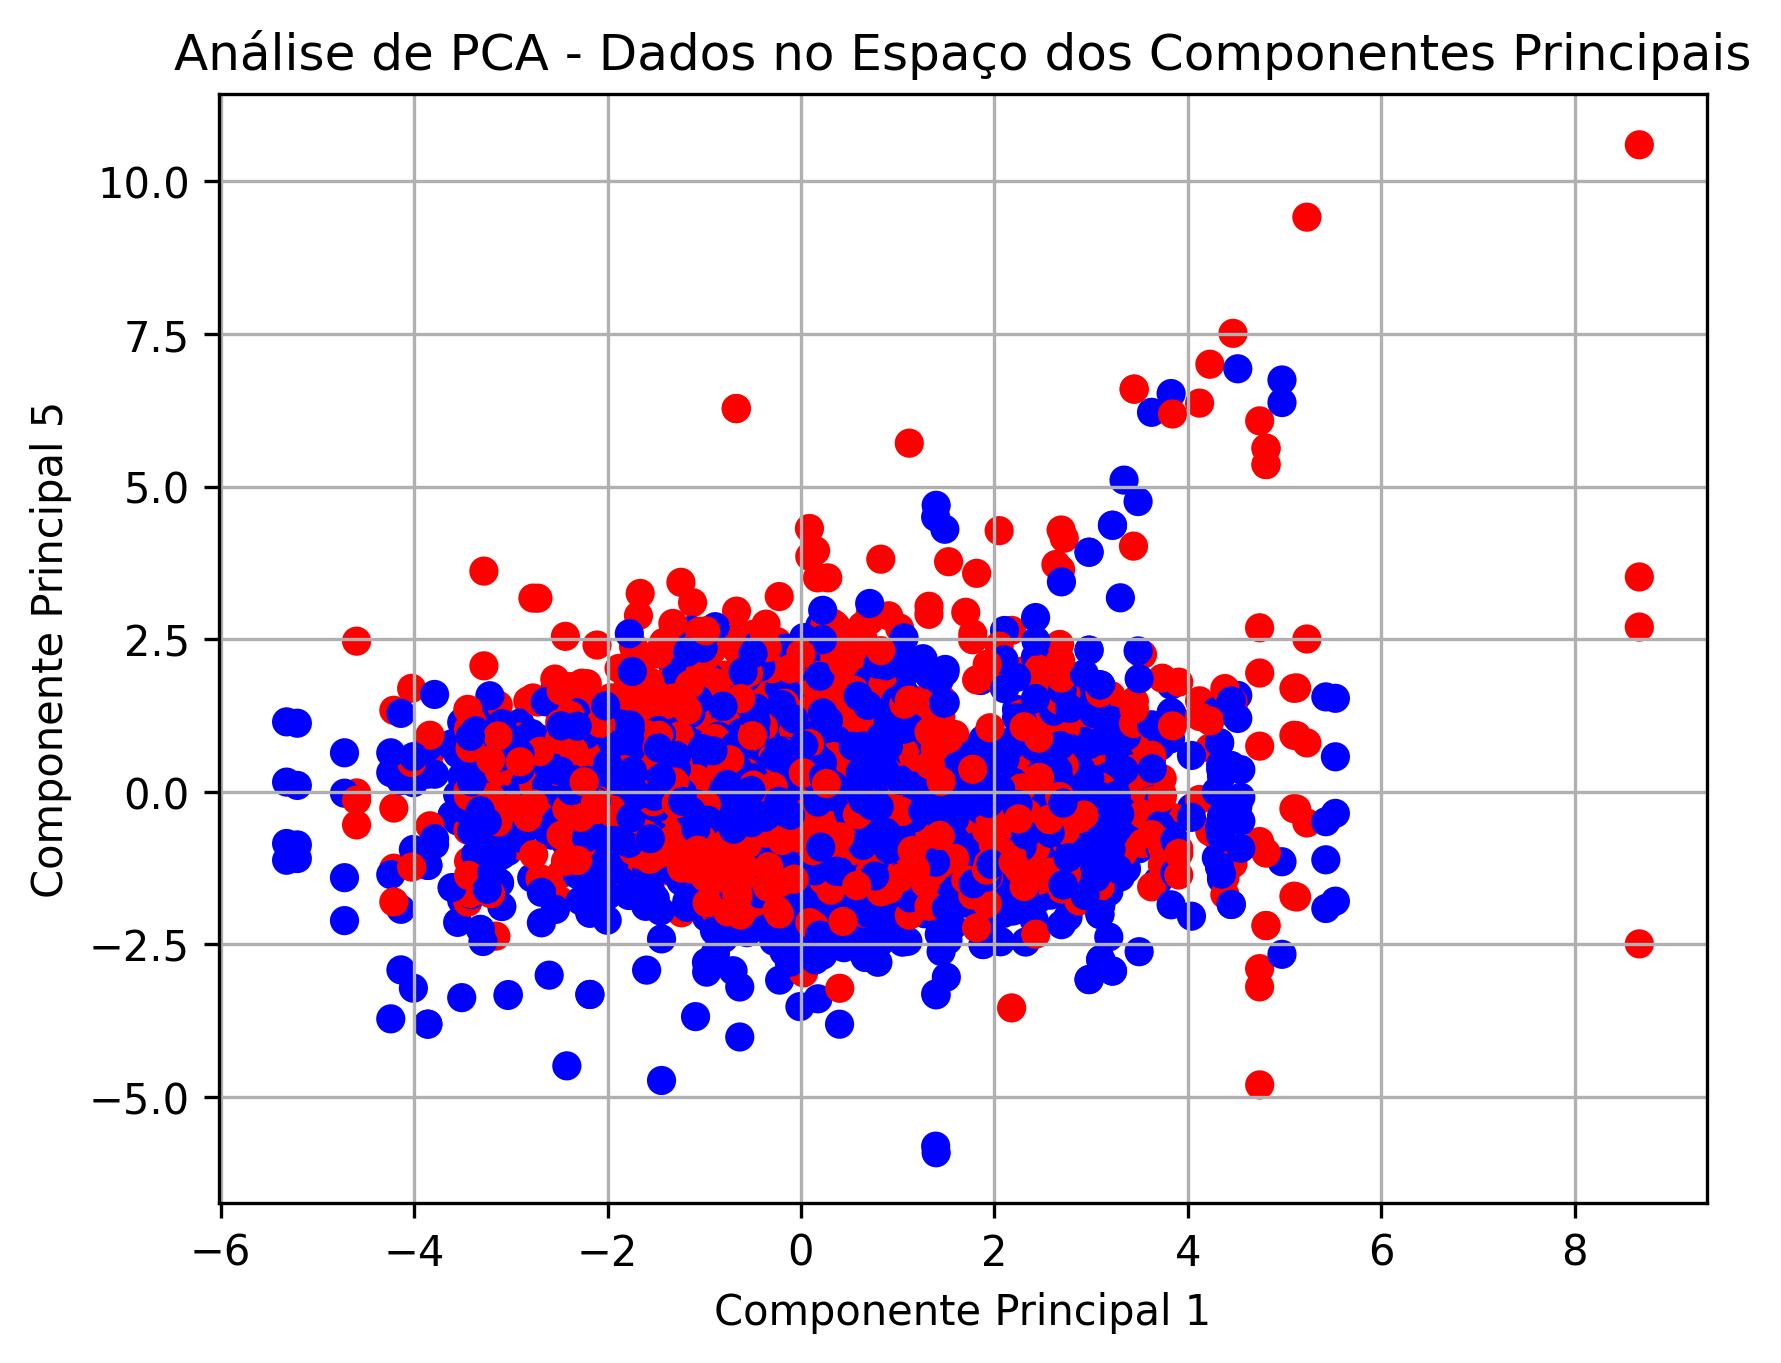 Análise de PCA - Dados no Espaço dos Componentes Principais
10.0
7.5
5.0
2.5
0.0
−2.5
−5.0
Componente Principal 5
−6 −4 −2 0 2 4 6 8
Componente Principal 1